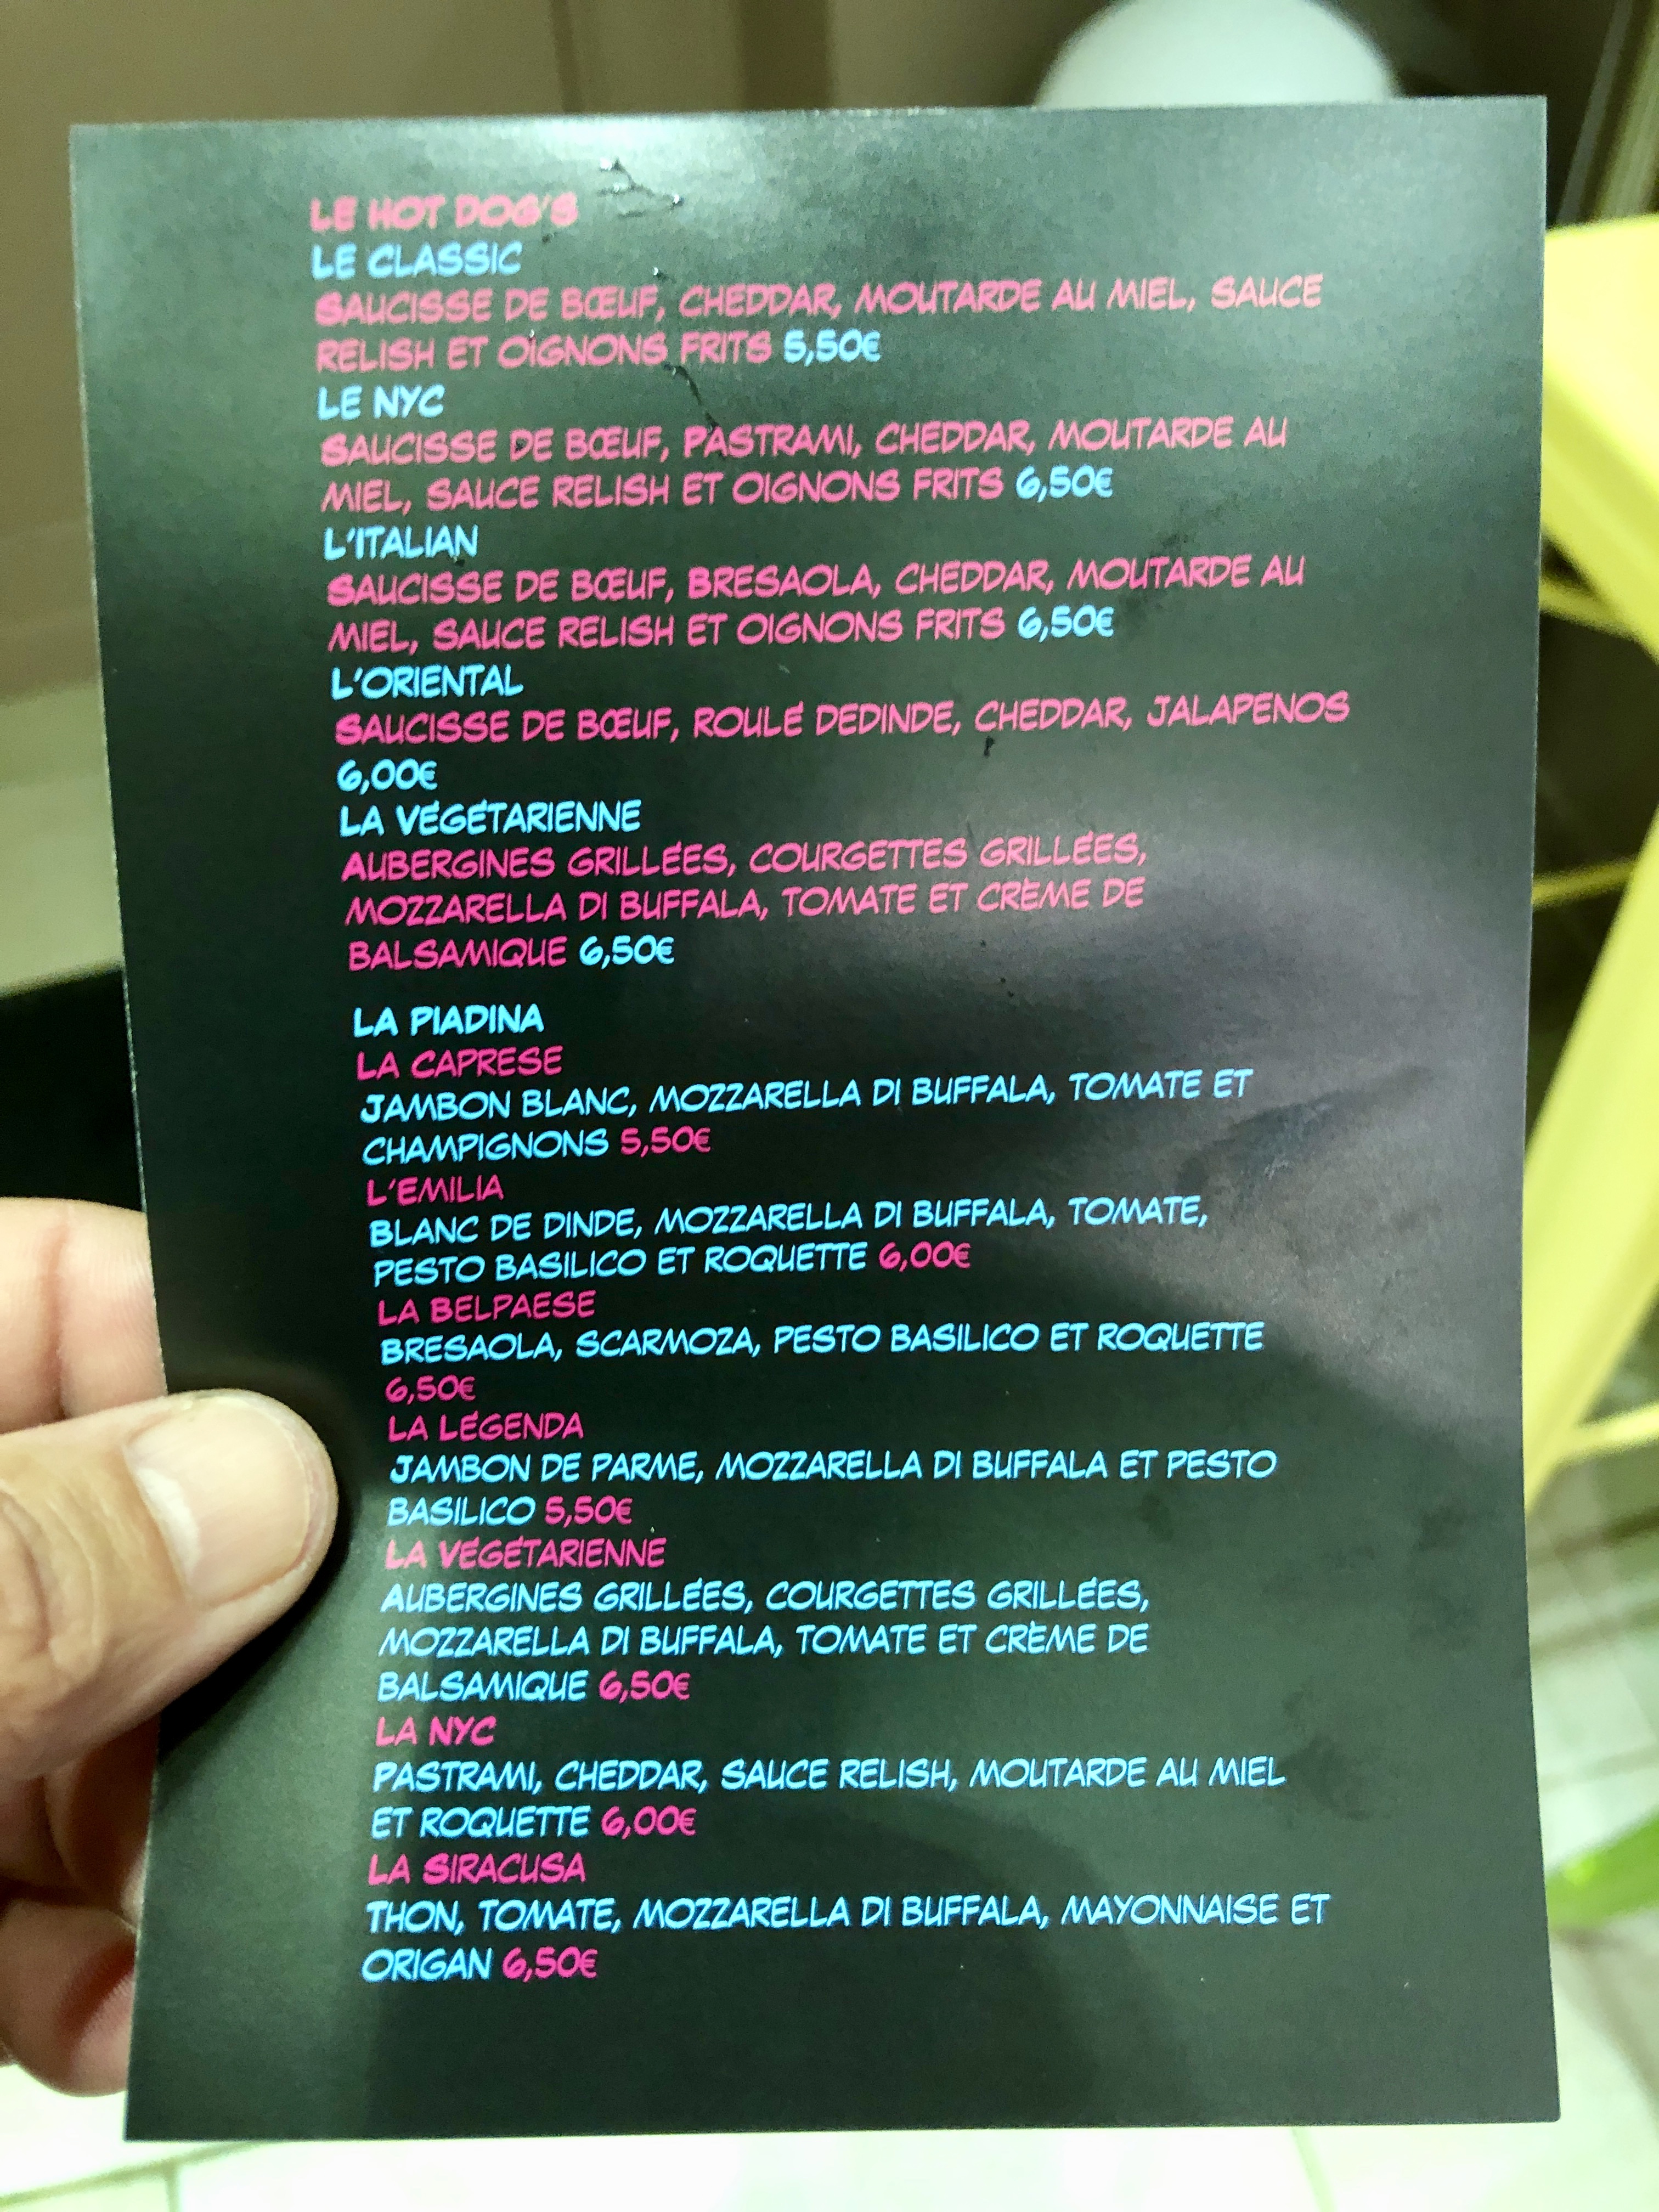 LE HOT DOG'S
LE CLASSIC
SAUCISSE DE BŒUF, CHEDDAR, MOUTARDE AU MIEL, SAUCE
RELISH ET OIGNONS FRITS 5,50€
LE NYC
SAUCISSE DE BŒUF, PASTRAMI, CHEDDAR, MOUTARDE AU
MIEL, SAUCE RELISH ET OIGNONS FRITS 6,50€
L'ITALIAN
SAUCISSE DE BŒUF, BRESAOLA, CHEDDAR, MOUTARDE AU
MIEL, SAUCE RELISH ET OIGNONS FRITS 6,50€
L'ORIENTAL
SAUCISSE DE BŒUF, ROULÉ DEDINDE, CHEDDAR, JALAPENOS
6,00€
LA VÉGÉTARIENNE
AUBERGINES GRILLÉES, COURGETTES GRILLÉES,
MOZZARELLA DI BUFFALA, TOMATE ET CRÈME DE
BALSAMIQUE 6,50€
LA PIADINA
LA CAPRESE
JAMBON BLANC, MOZZARELLA DI BUFFALA, TOMATE ET
CHAMPIGNONS 5,50€
L'EMILIA
BLANC DE DINDE, MOZZARELLA DI BUFFALA, TOMATE,
PESTO BASILICO ET ROQUETTE 6,00€
LA BELPAESE
BRESAOLA, SCARMOZA, PESTO BASILICO ET ROQUETTE
6,50€
LA LÉGENDA
JAMBON DE PARME, MOZZARELLA DI BUFFALA ET PESTO
BASILICO 5,50€
LA VÉGÉTARIENNE
AUBERGINES GRILLÉES, COURGETTES GRILLÉES,
MOZZARELLA DI BUFFALA, TOMATE ET CRÈME DE
BALSAMIQUE 6,50€
LA NYC
PASTRAMI, CHEDDAR, SAUCE RELISH, MOUTARDE AU MIEL
ET ROQUETTE 6,00€
LA SIRACUSA
THON, TOMATE, MOZZARELLA DI BUFFALA, MAYONNAISE ET
ORIGAN 6,50€